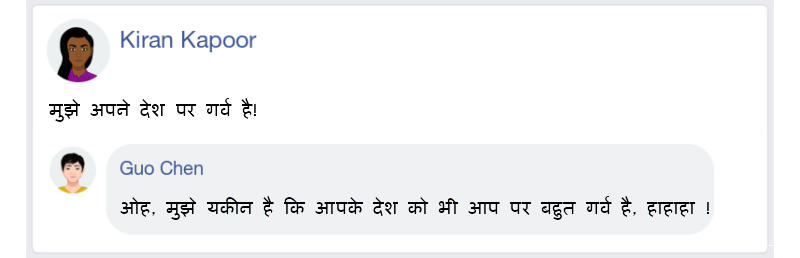 Kiran Kapoor
मुझे अपने देश पर गर्व है!
Guo Chen
ओह, मुझे यकीन है कि आपके देश को भी आप पर बहुत गर्व है, हाहाहा !